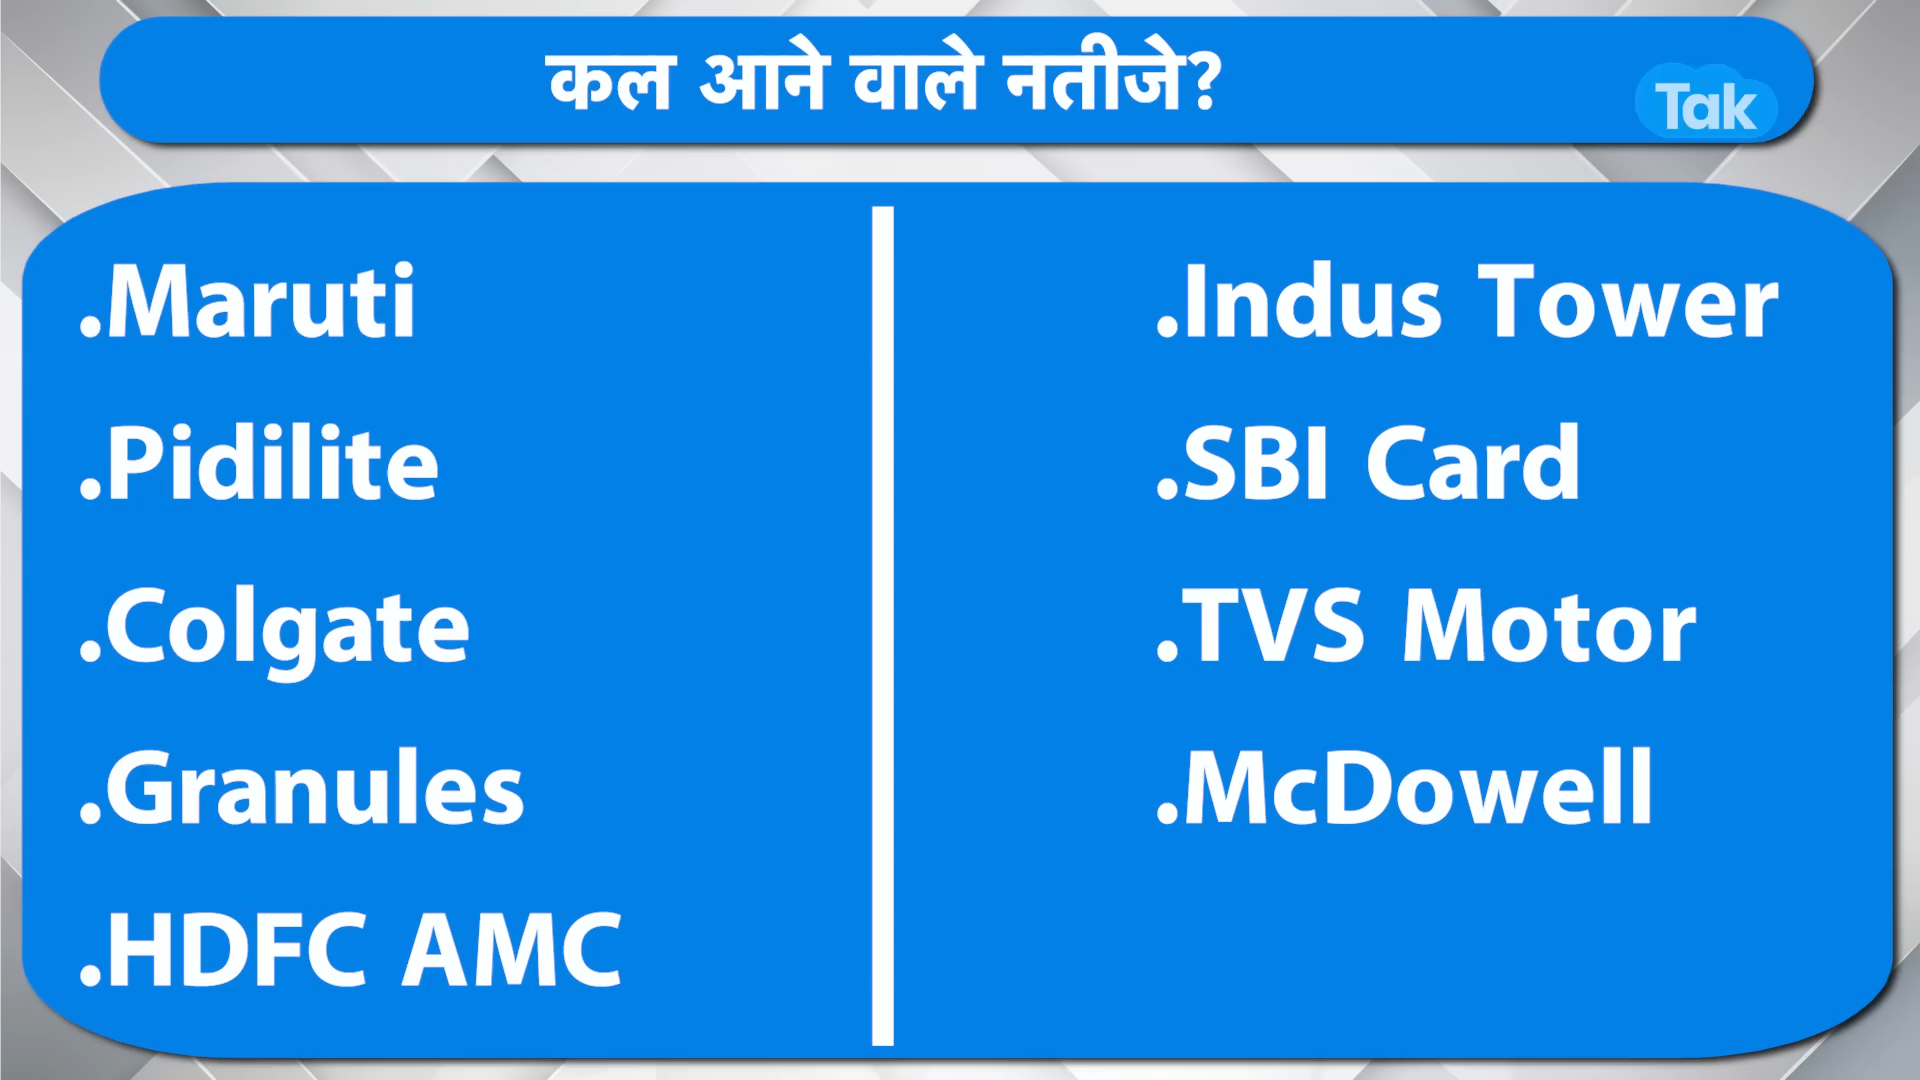 कल आने वाले नतीजे?
Tak
.Maruti
.Pidilite
.Colgate
.Granules
.HDFC AMC
.Indus Tower
.SBI Card
.TVS Motor
.McDowell